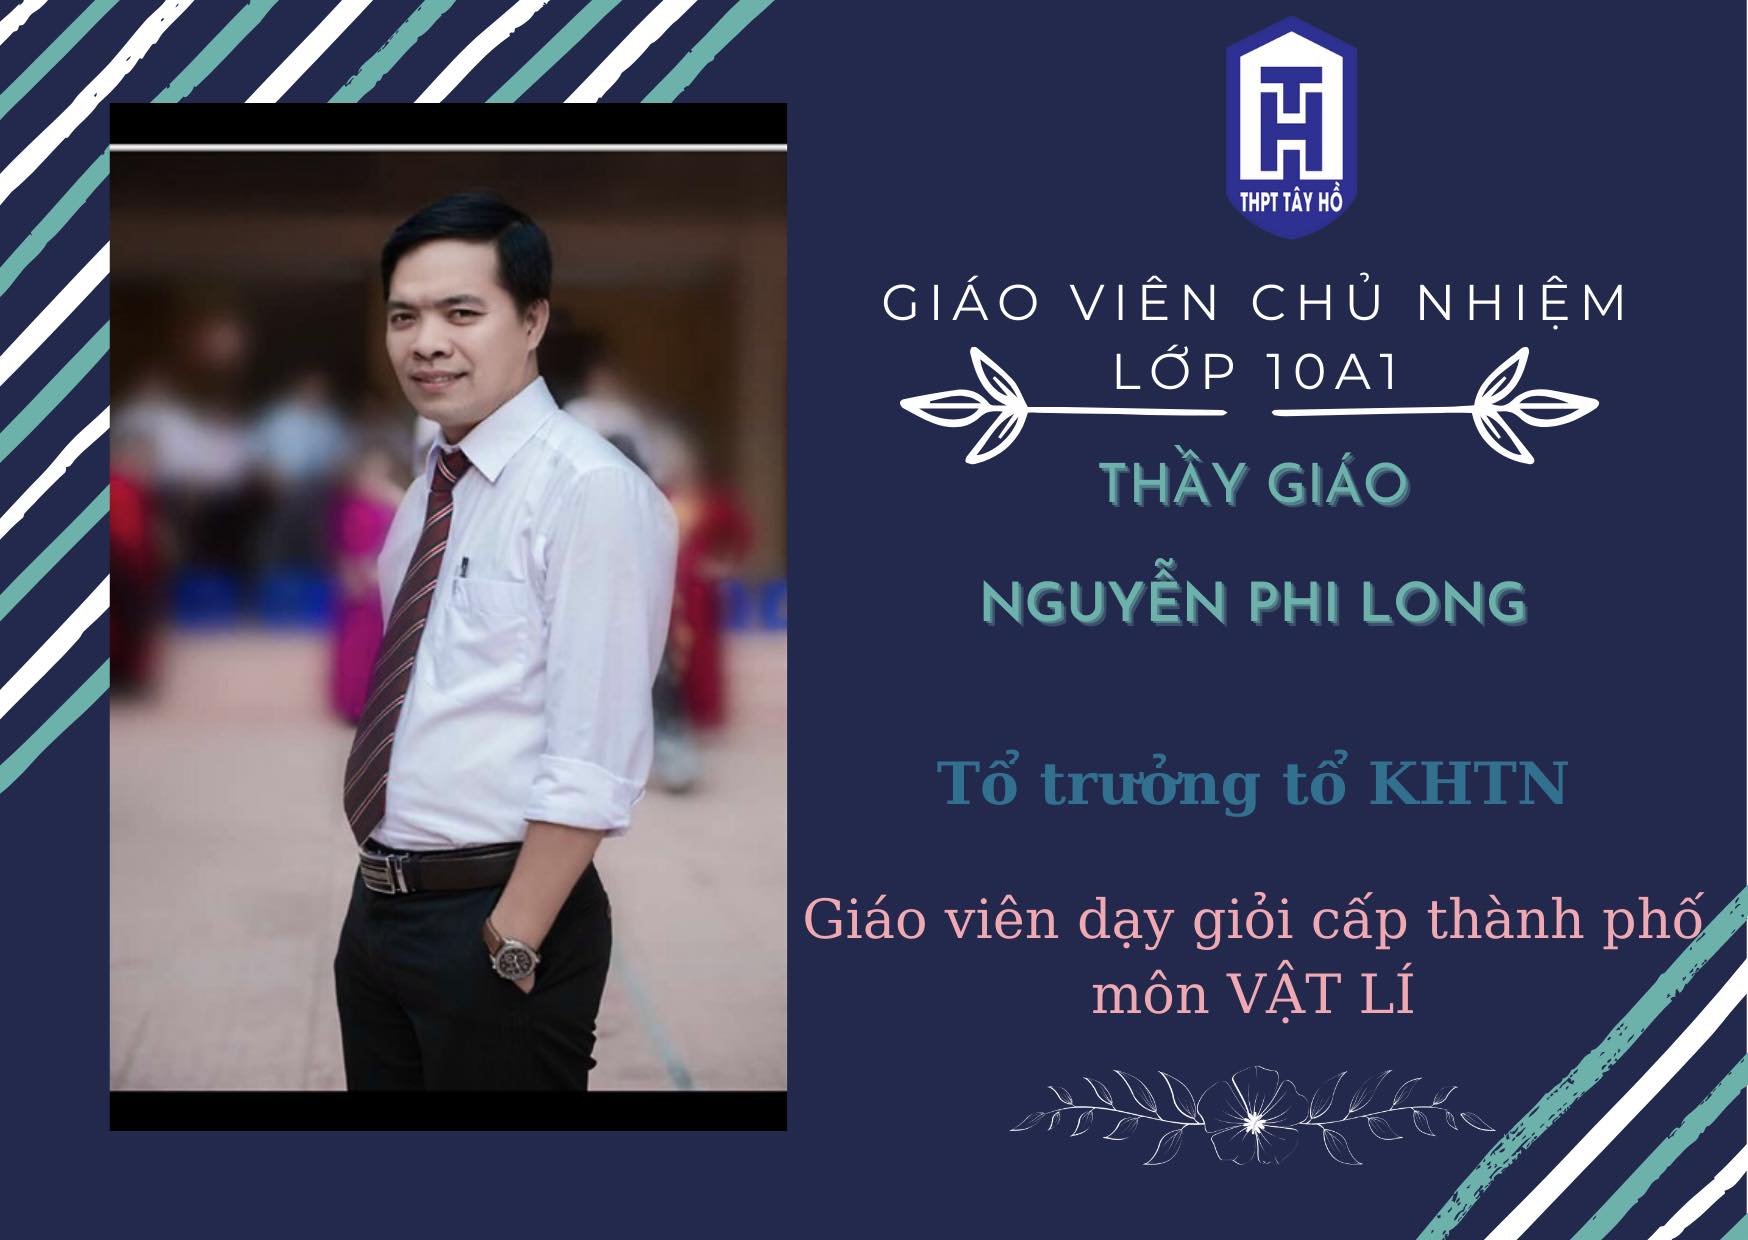 THPT TÂY HỒ
GIÁO VIÊN CHỦ NHIỆM
LỚP 10A1
THẦY GIÁO
NGUYỄN PHI LONG
Tổ trưởng tổ KHTN
Giáo viên dạy giỏi cấp thành phố
môn VẬT LÍ